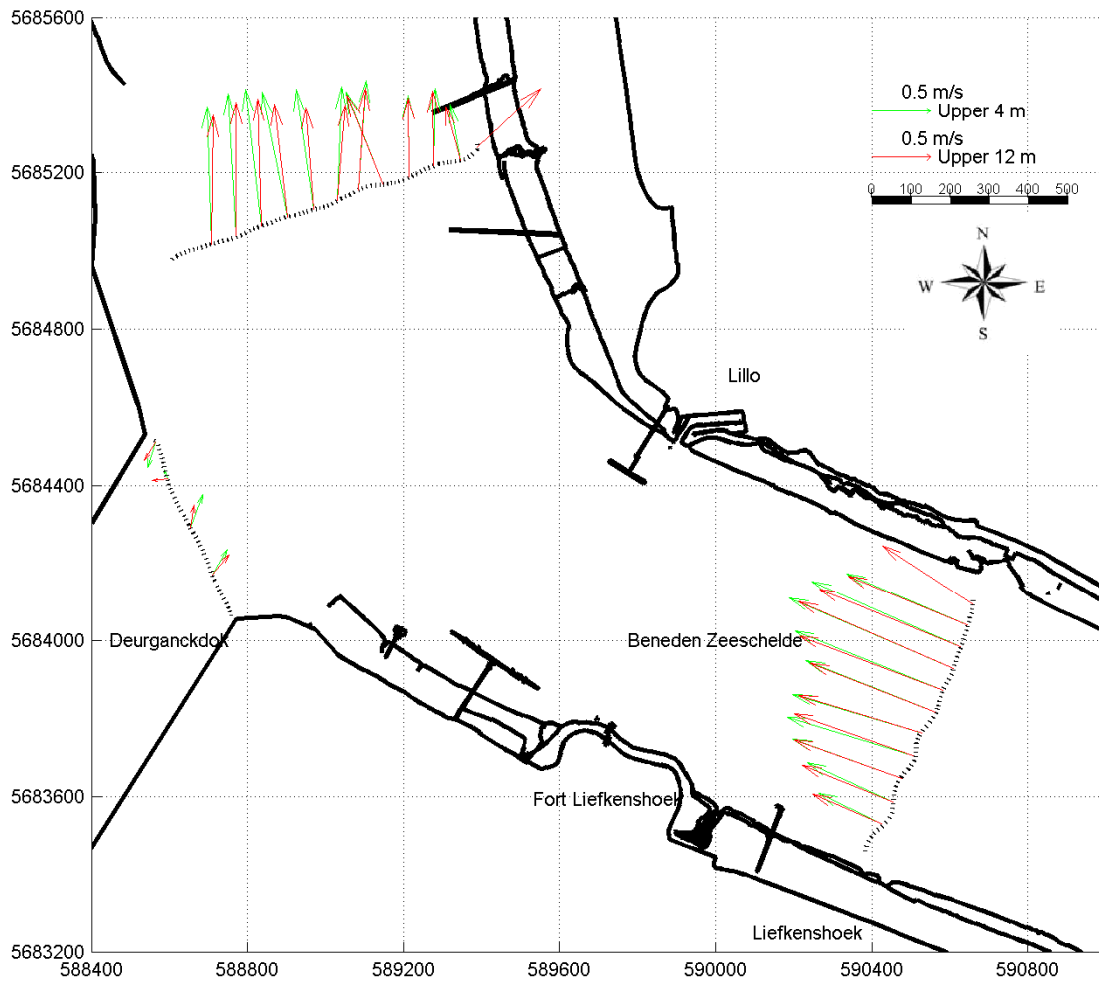 5685600
5685200
5684800
5684400
5684000
5683600
5683200
588400 588800 589200 589600 590000 590400 590800
0.5 m/s
Upper 4 m
0.5 m/s
Upper 12 m
0 100 200 300 400 500
N
W E
S
Lillo
Deurganckdok
Beneden Zeeschelde
Fort Liefkenshoek
Liefkenshoek